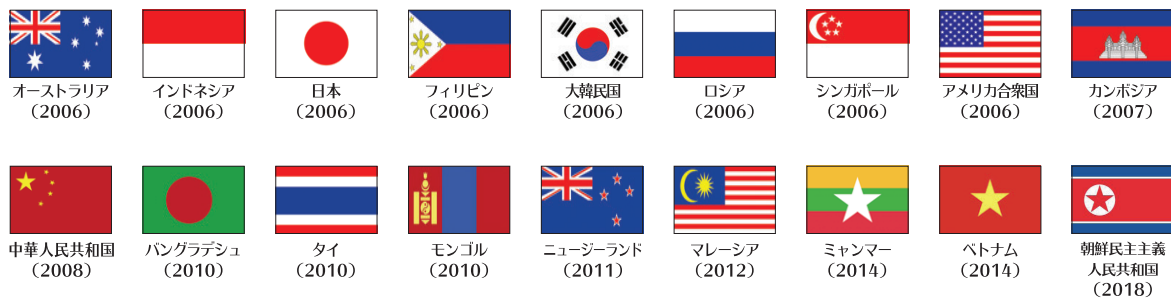 オーストラリア
(2006)
インドネシア
(2006)
日本
(2006)
フィリピン
(2006)
大韓民国
(2006)
ロシア
(2006)
シンガポール
(2006)
アメリカ合衆国
(2006)
カンボジア
(2007)
中華人民共和国
(2008)
バングラデシュ
(2010)
タイ
(2010)
モンゴル
(2010)
ニュージーランド
(2011)
マレーシア
(2012)
ミャンマー
(2014)
ベトナム
(2014)
朝鮮民主主義
人民共和国
(2018)